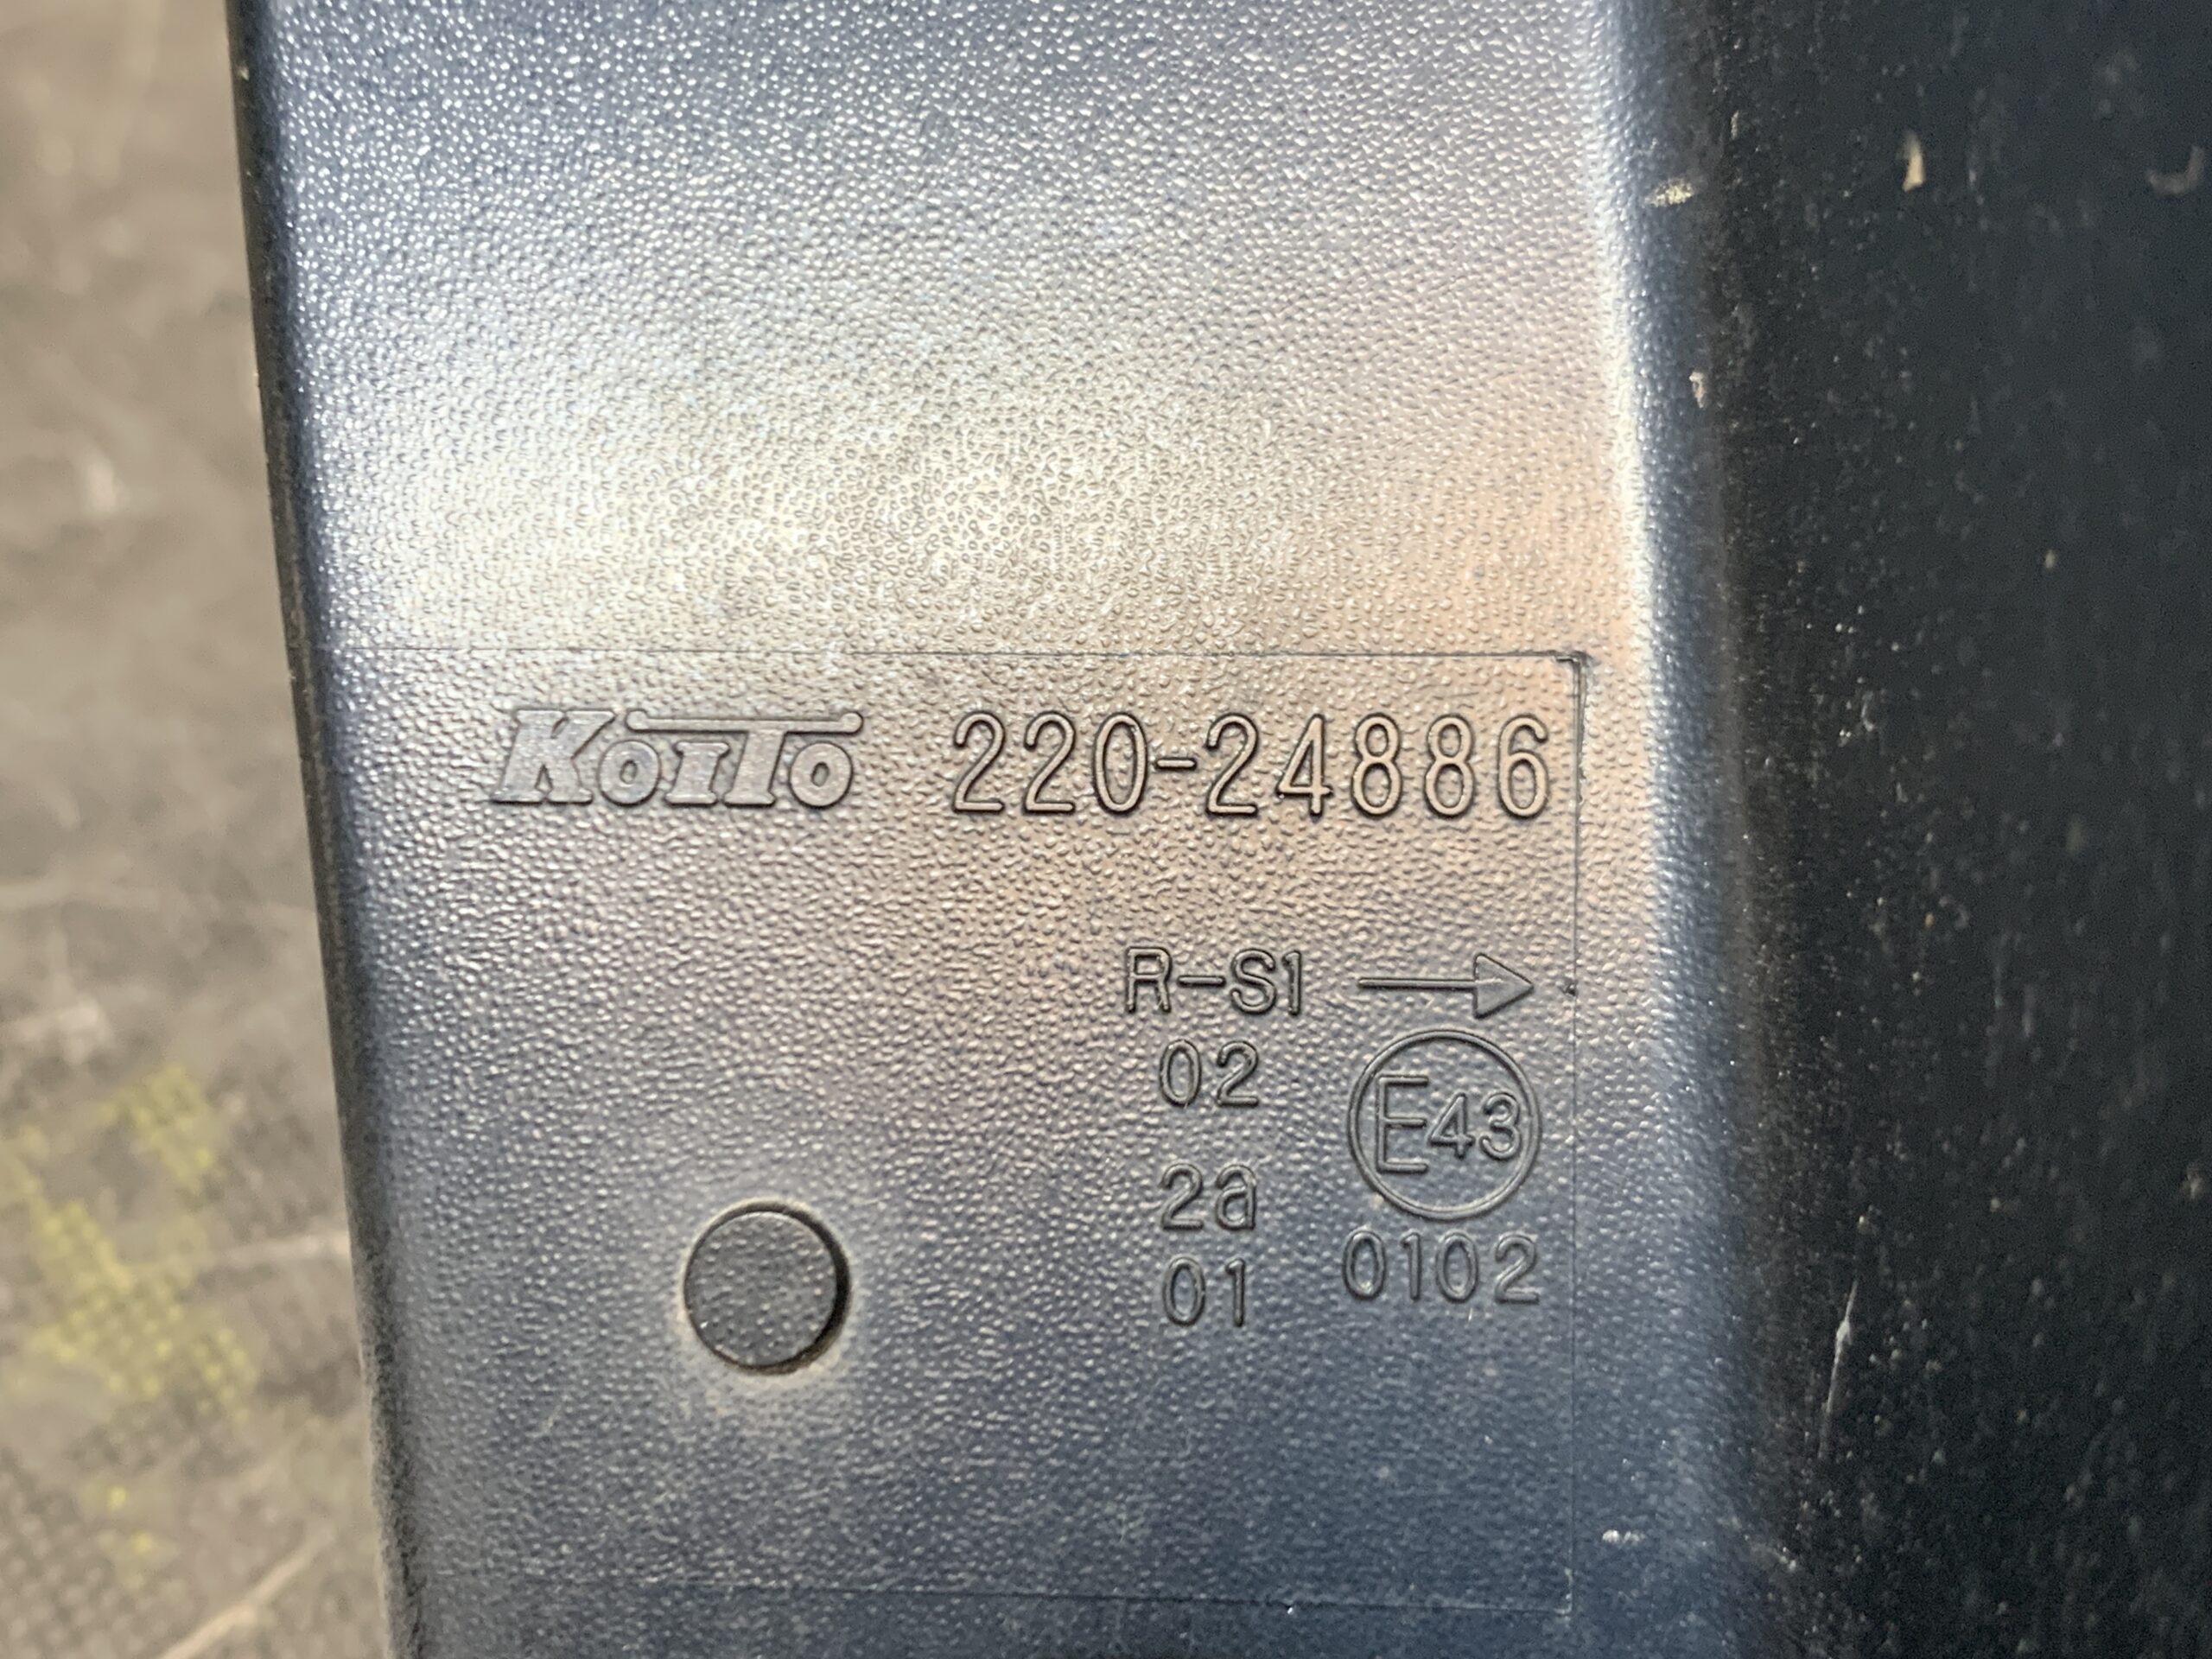 KOITO 220-24886
R-S1 →
02
E43
2a
01
0102